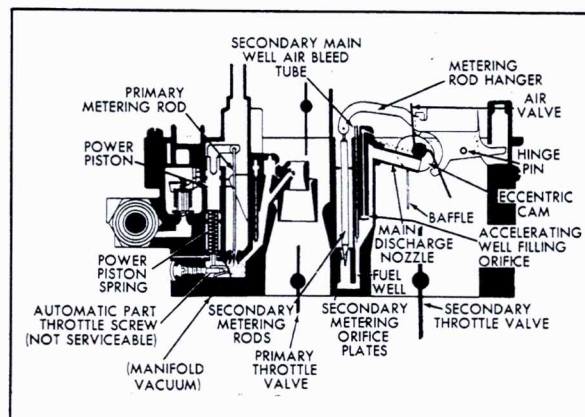 SECONDARY MAIN
WELL AIR BLEED
TUBE
METERING
ROD HANGER
PRIMARY
METERING ROD
AIR
VALVE
POWER
PISTON
HINGE
PIN
ECCENTRIC
CAM
BAFFLE
MAIN
DISCHARGE
NOZZLE
ACCELERATING
WELL FILLING
ORIFICE
POWER
PISTON
SPRING
FUEL
WELL
AUTOMATIC PART
THROTTLE SCREW
(NOT SERVICEABLE)
SECONDARY
METERING
RODS
SECONDARY
METERING
ORIFICE
PLATES
SECONDARY
THROTTLE VALVE
PRIMARY
THROTTLE
VALVE
(MANIFOLD
VACUUM)